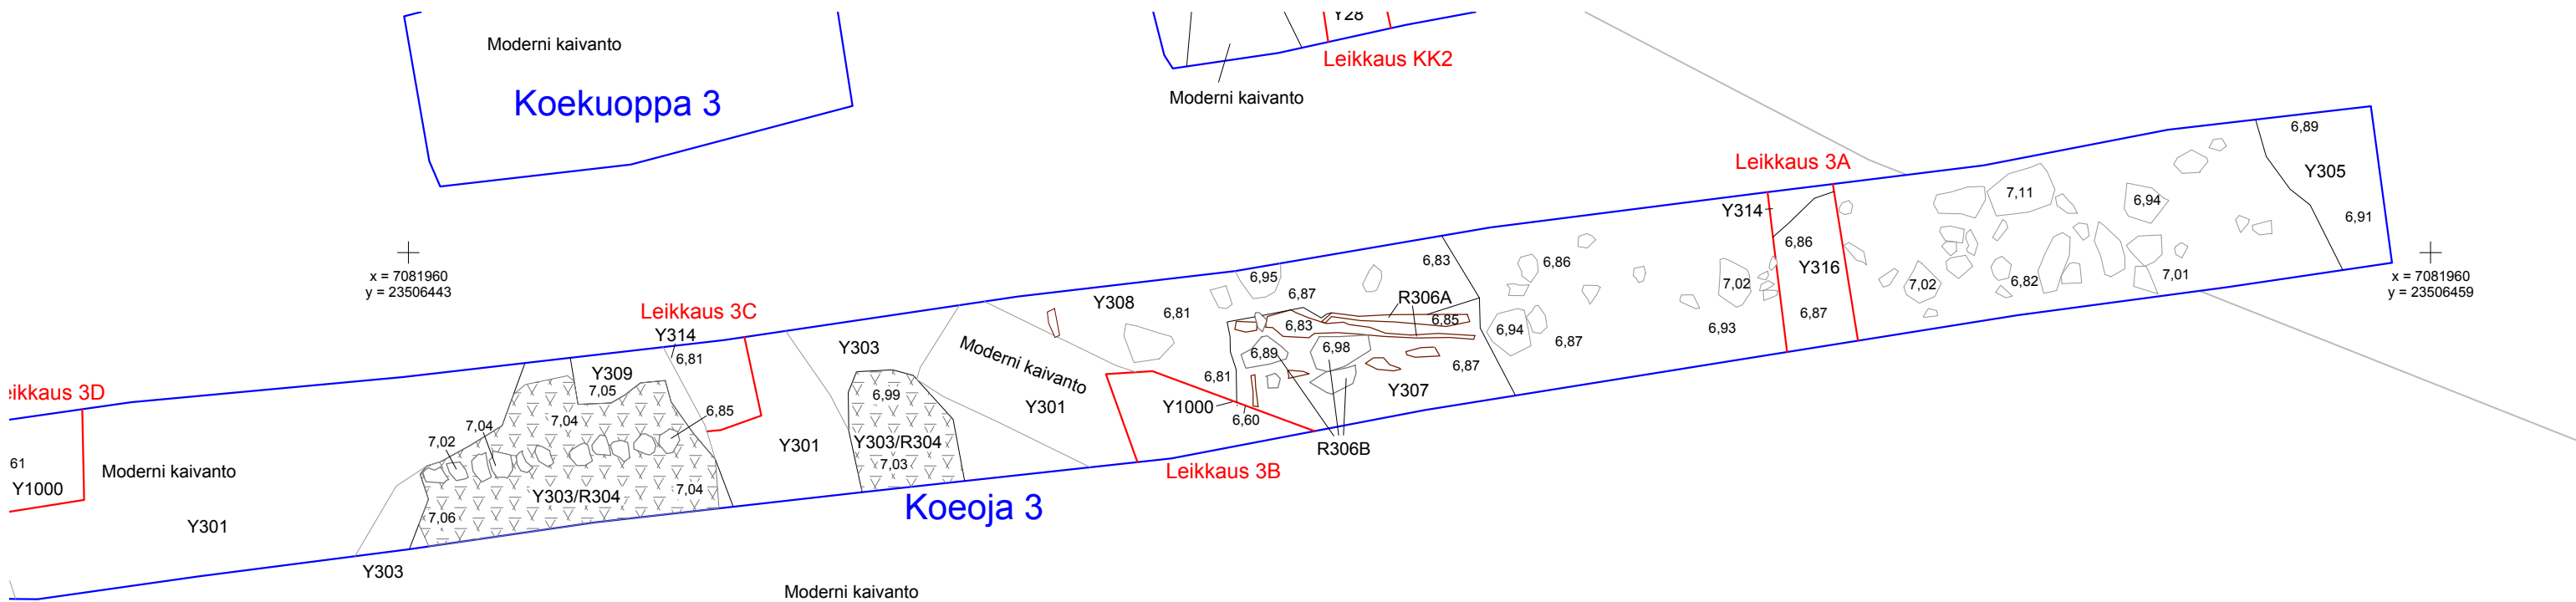 Moderni kaivanto
Koekuoppa 3
Y28
Leikkaus KK2
Moderni kaivanto
x = 7081960
y = 23506443
Leikkaus 3A
Y314
6,86
Y316
6,87
7,11
6,94
6,89
Y305
6,91
x = 7081960
y = 23506459
7,02
6,82
7,01
7,02
6,93
6,86
6,94
6,87
6,83
6,95
6,87
R306A
6,85
6,83
6,89
6,98
6,87
Y307
R306B
Y308
6,81
6,81
Y1000
6,60
Leikkaus 3B
Moderni kaivanto
Y301
Leikkaus 3C
Y314
6,81
Y303
6,99
Y303/R304
7,03
Y301
Koeoja 3
Y309
7,05
7,04
6,85
7,04
7,02
Y303/R304
7,04
7,06
Y303
eikkaus 3D
61
Y1000
Moderni kaivanto
Y301
Moderni kaivanto